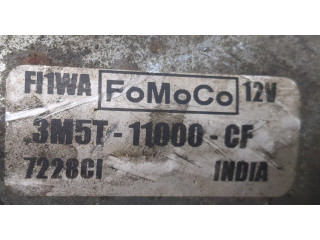 FI1WA FoMoCo 12V
3M5T-11000-CF
7228CI INDIA